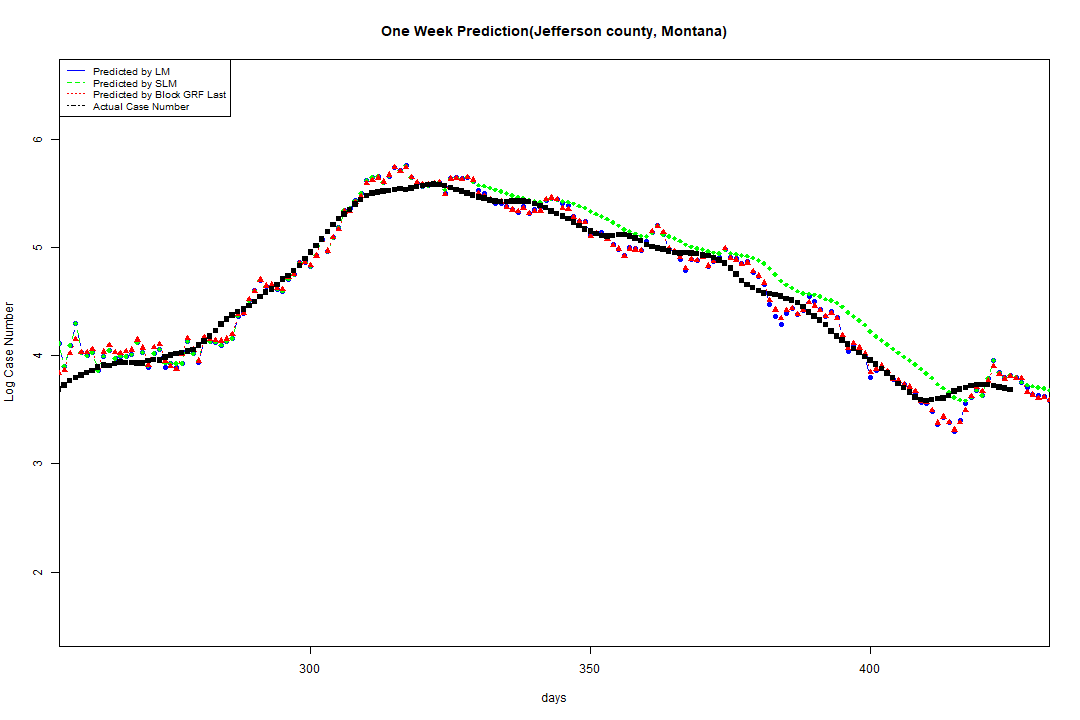 One Week Prediction(Jefferson county, Montana)
Predicted by LM
Predicted by SLM
Predicted by Block GRF Last
Actual Case Number
6
5
4
3
2
Log Case Number
300 350 400
days